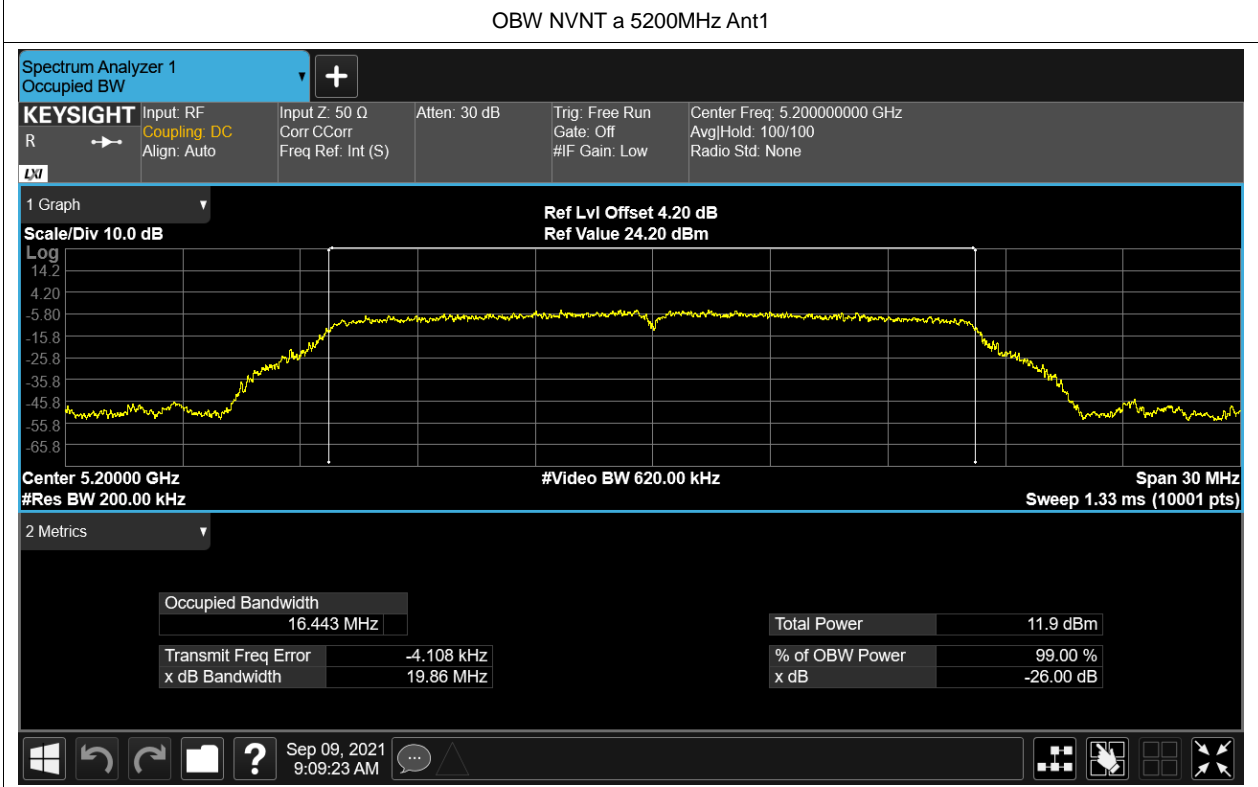 OBW NVNT a 5200MHz Ant1
Spectrum Analyzer 1
Occupied BW
KEYSIGHT
R
LXI
Input: RF
Coupling: DC
Align: Auto
Input Z: 50 Ω
Corr CCorr
Freq Ref: Int (S)
Atten: 30 dB
Trig: Free Run
Gate: Off
#IF Gain: Low
Center Freq: 5.200000000 GHz
Avg|Hold: 100/100
Radio Std: None
1 Graph
Scale/Div 10.0 dB
Ref Lvl Offset 4.20 dB
Ref Value 24.20 dBm
Log
14.2
4.20
-5.80
-15.8
-25.8
-35.8
-45.8
-55.8
-65.8
Center 5.20000 GHz
#Res BW 200.00 kHz
#Video BW 620.00 kHz
Span 30 MHz
Sweep 1.33 ms (10001 pts)
2 Metrics
Occupied Bandwidth
16.443 MHz
Transmit Freq Error -4.108 kHz
x dB Bandwidth 19.86 MHz
Total Power 11.9 dBm
% of OBW Power 99.00 %
x dB -26.00 dB
?
Sep 09, 2021
9:09:23 AM